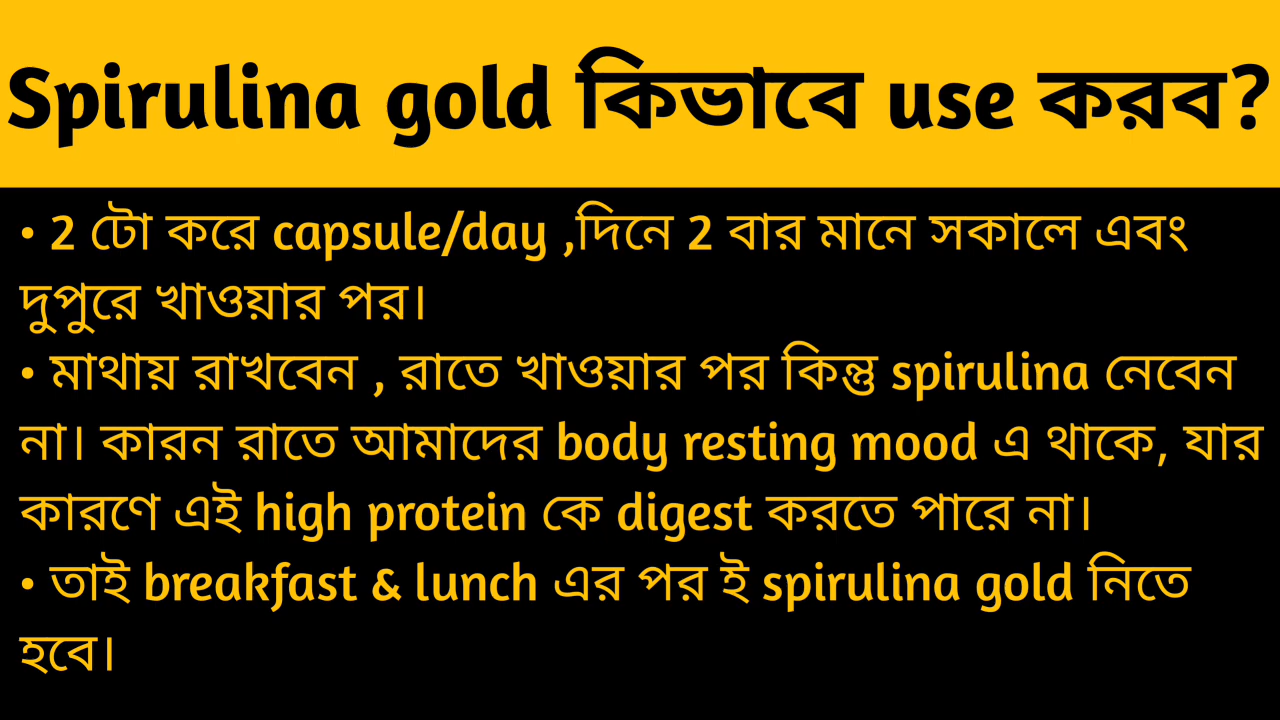 Spirulina gold কিভাবে use করব?
• 2 টো করে capsule/day ,দিনে 2 বার মানে সকালে এবং
দুপুরে খাওয়ার পর।
• মাথায় রাখবেন , রাতে খাওয়ার পর কিন্তু spirulina নেবেন
না। কারন রাতে আমাদের body resting mood এ থাকে, যার
কারণে এই high protein কে digest করতে পারে না।
• তাই breakfast & lunch এর পর ই spirulina gold নিতে
হবে।